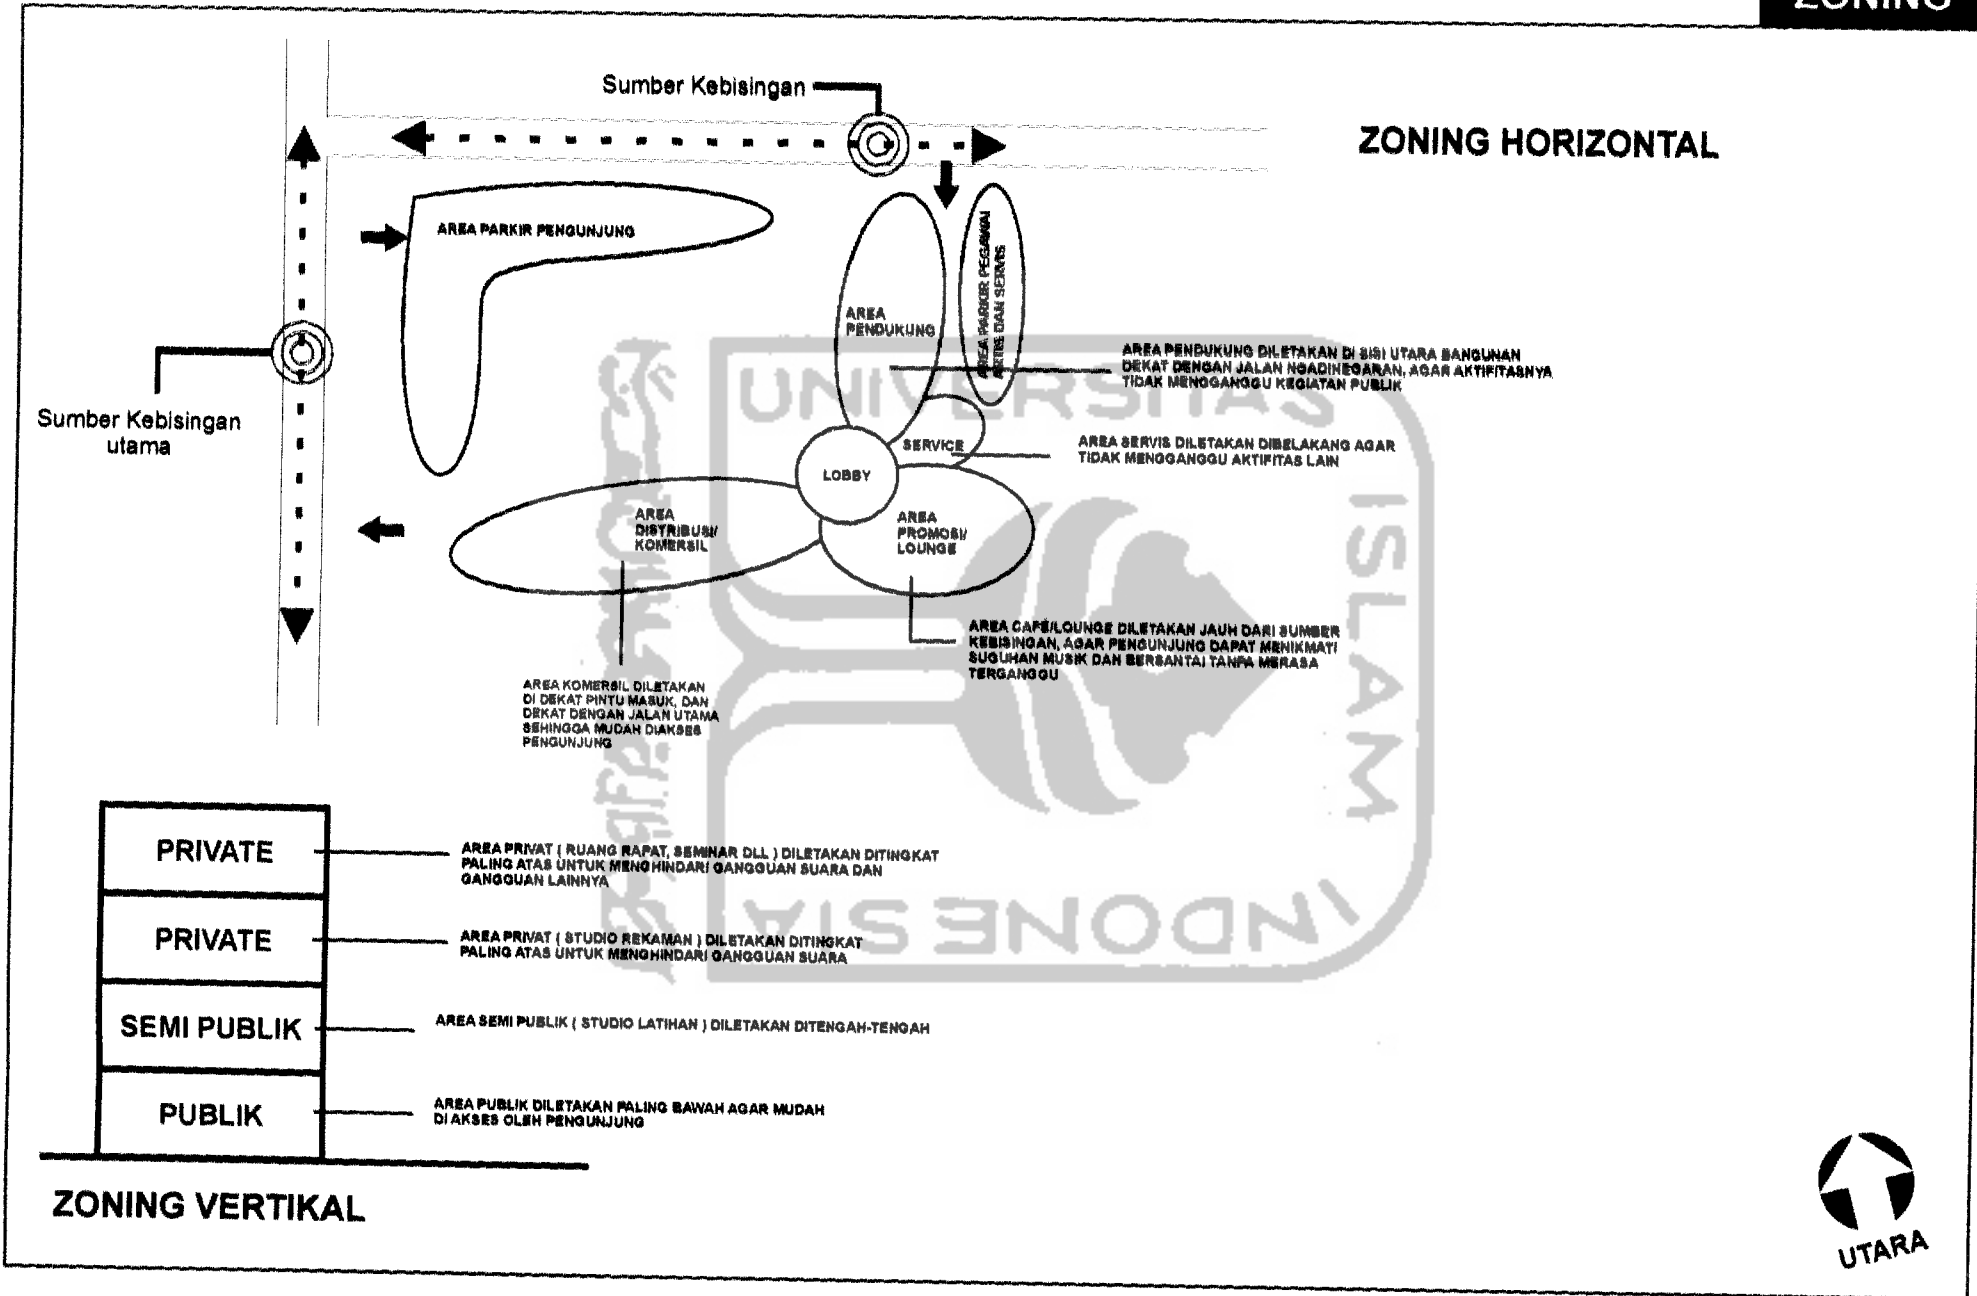 ZONING
Sumber Kebisingan
ZONING HORIZONTAL
AREA PARKIR PENGUNJUNG
AREA PARKIR PEGAWAI
ARTIS DAN SERVIS
AREA
PENDUKUNG
AREA PENDUKUNG DILETAKAN DI SISI UTARA BANGUNAN
DEKAT DENGAN JALAN NGADINEGARAN, AGAR AKTIFITASNYA
TIDAK MENGGANGGU KEGIATAN PUBLIK
Sumber Kebisingan
utama
SERVICE
AREA SERVIS DILETAKAN DIBELAKANG AGAR
TIDAK MENGGANGGU AKTIFITAS LAIN
LOBBY
AREA
DISTRIBUSI/
KOMERSIL
AREA
PROMOSI/
LOUNGE
AREA CAFE/LOUNGE DILETAKAN JAUH DARI SUMBER
KEBISINGAN, AGAR PENGUNJUNG DAPAT MENIKMATI
SUGUHAN MUSIK DAN BERSANTAI TANPA MERASA
TERGANGGU
AREA KOMERSIL DILETAKAN
DI DEKAT PINTU MASUK, DAN
DEKAT DENGAN JALAN UTAMA
SEHINGGA MUDAH DIAKSES
PENGUNJUNG
UNIVERSITAS
ISLAM
INDONESIA
PRIVATE
AREA PRIVAT ( RUANG RAPAT, SEMINAR DLL ) DILETAKAN DITINGKAT
PALING ATAS UNTUK MENGHINDARI GANGGUAN SUARA DAN
GANGGUAN LAINNYA
PRIVATE
AREA PRIVAT ( STUDIO REKAMAN ) DILETAKAN DITINGKAT
PALING ATAS UNTUK MENGHINDARI GANGGUAN SUARA
SEMI PUBLIK
AREA SEMI PUBLIK ( STUDIO LATIHAN ) DILETAKAN DITENGAH-TENGAH
PUBLIK
AREA PUBLIK DILETAKAN PALING BAWAH AGAR MUDAH
DI AKSES OLEH PENGUNJUNG
ZONING VERTIKAL
UTARA